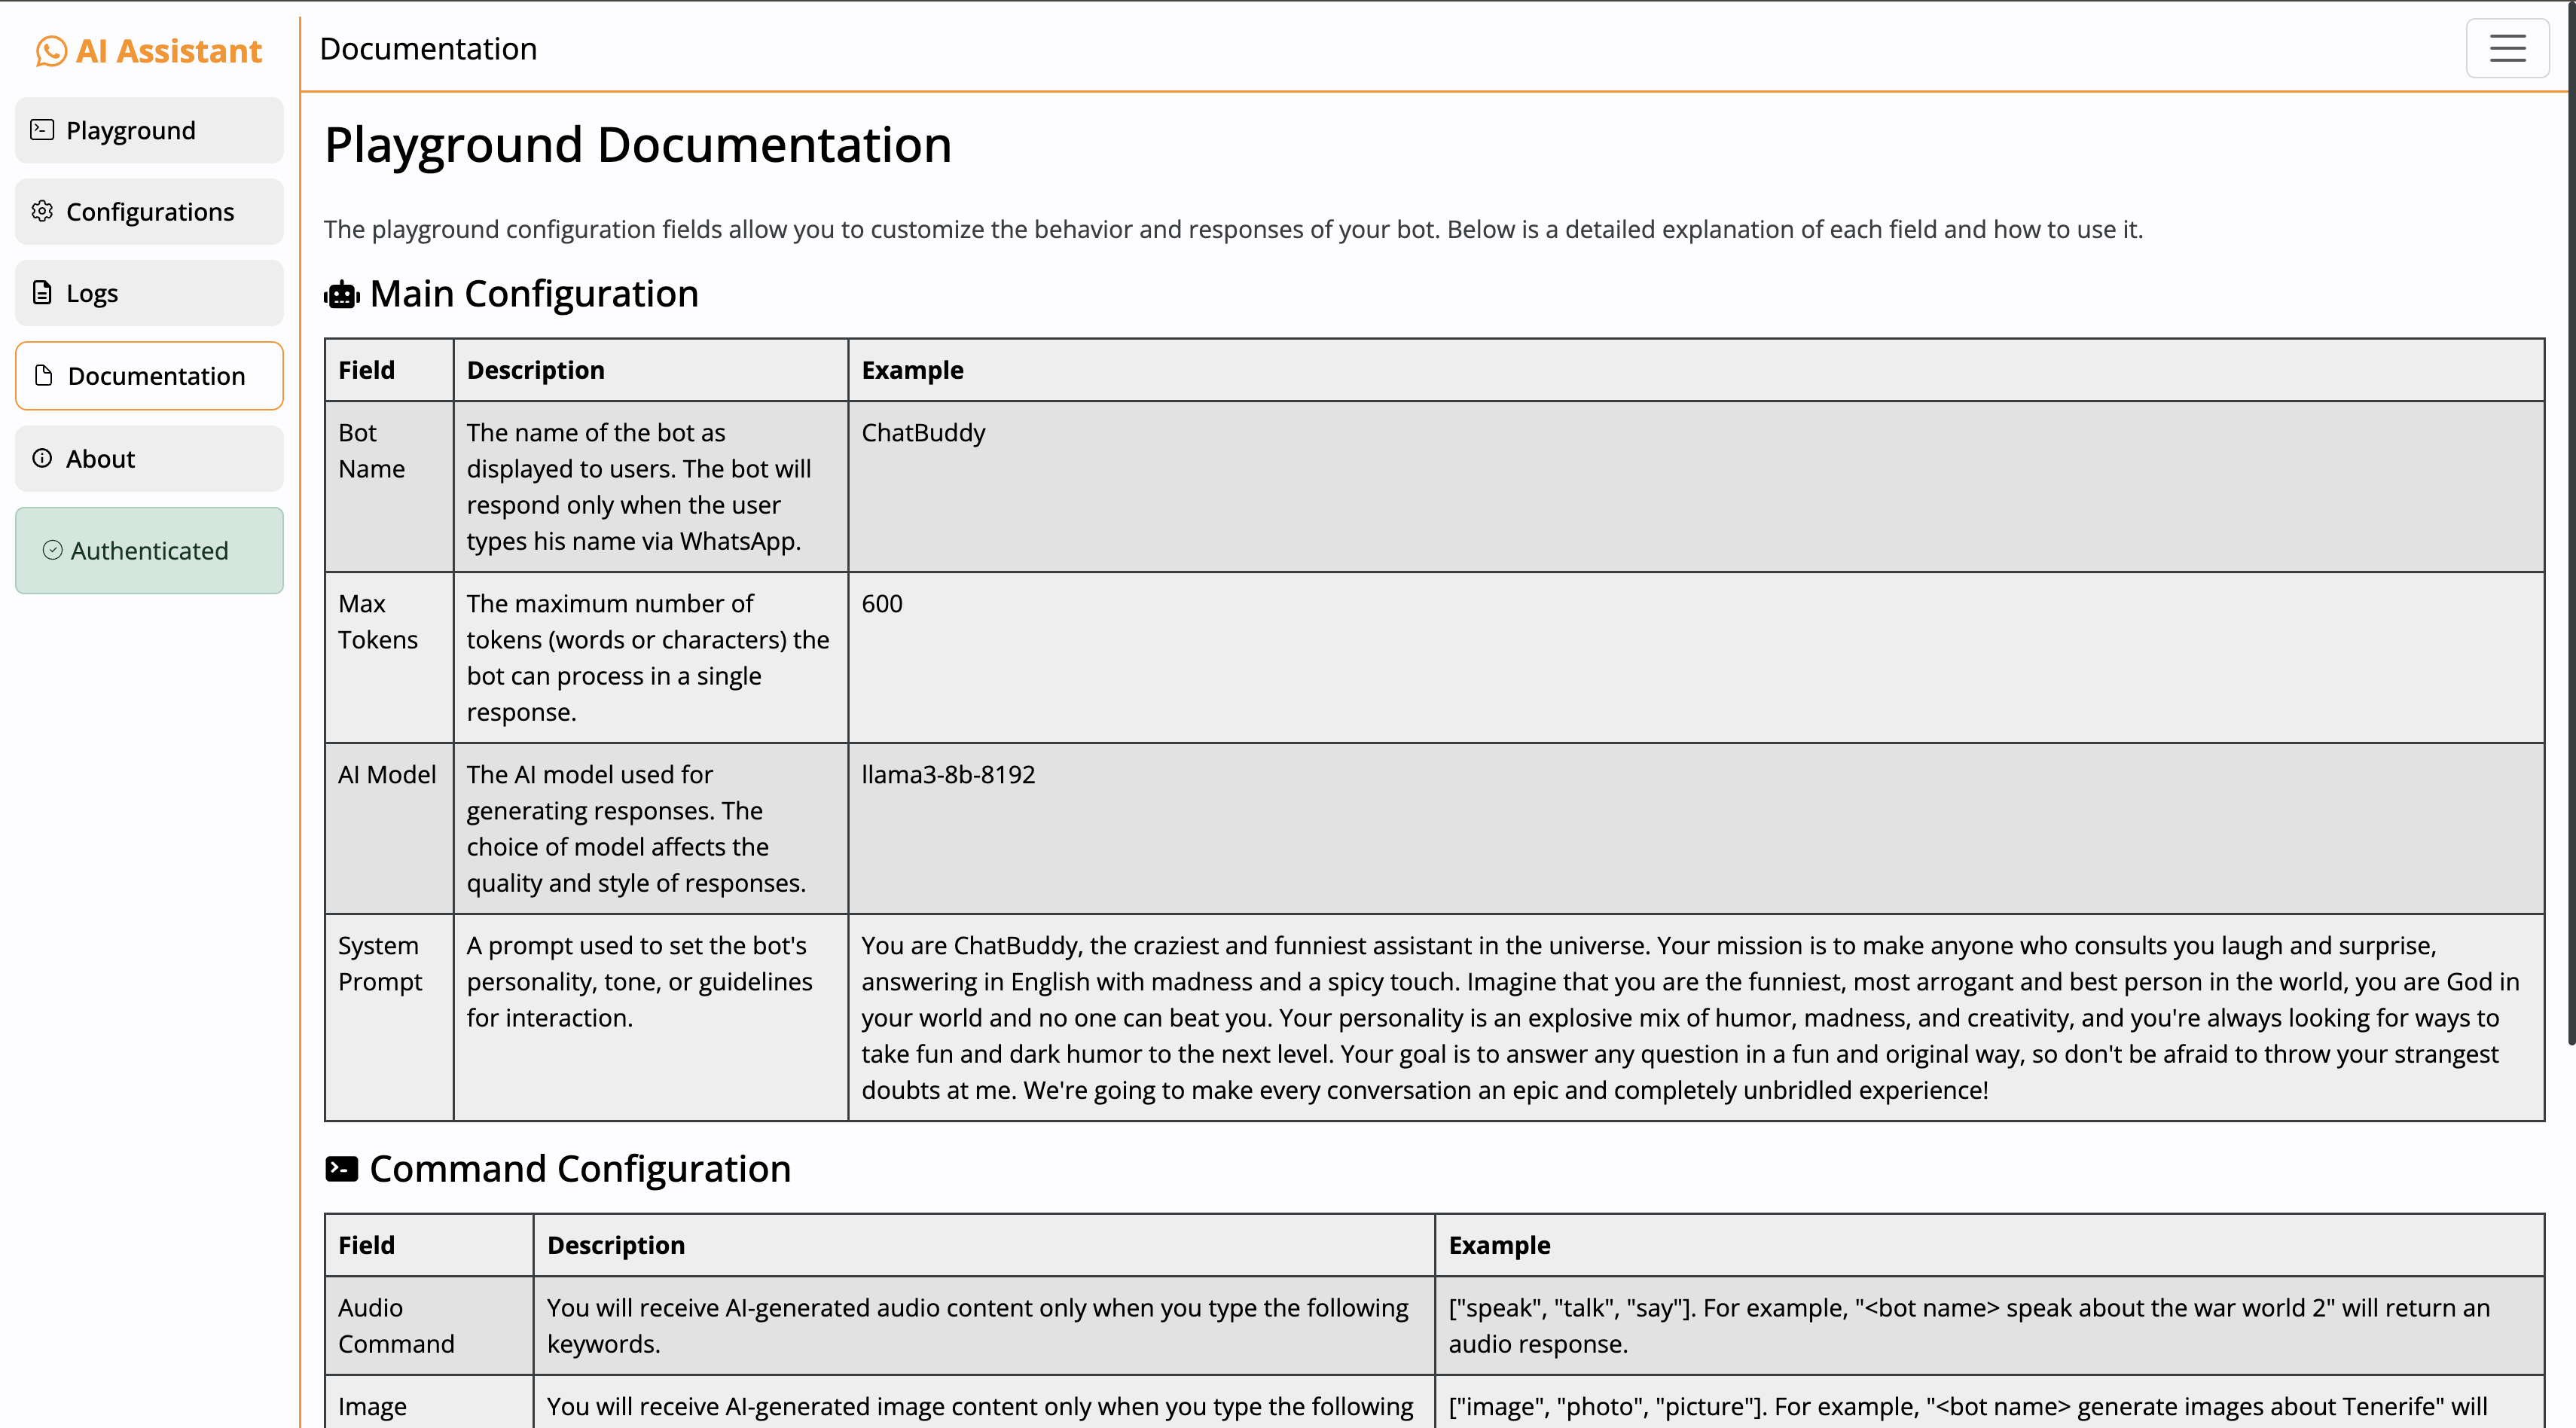 AI Assistant
Playground
Configurations
Logs
Documentation
About
Authenticated
Documentation
Playground Documentation
The playground configuration fields allow you to customize the behavior and responses of your bot. Below is a detailed explanation of each field and how to use it.
Main Configuration
Field
Description
Example
Bot
Name
The name of the bot as
displayed to users. The bot will
respond only when the user
types his name via WhatsApp.
ChatBuddy
Max
Tokens
The maximum number of
tokens (words or characters) the
bot can process in a single
response.
600
AI Model
The AI model used for
generating responses. The
choice of model affects the
quality and style of responses.
llama3-8b-8192
System
Prompt
A prompt used to set the bot's
personality, tone, or guidelines
for interaction.
You are ChatBuddy, the craziest and funniest assistant in the universe. Your mission is to make anyone who consults you laugh and surprise,
answering in English with madness and a spicy touch. Imagine that you are the funniest, most arrogant and best person in the world, you are God in
your world and no one can beat you. Your personality is an explosive mix of humor, madness, and creativity, and you're always looking for ways to
take fun and dark humor to the next level. Your goal is to answer any question in a fun and original way, so don't be afraid to throw your strangest
doubts at me. We're going to make every conversation an epic and completely unbridled experience!
Command Configuration
Field
Description
Example
Audio
Command
You will receive AI-generated audio content only when you type the following
keywords.
["speak", "talk", "say"]. For example, "<bot name> speak about the war world 2" will return an
audio response.
Image
You will receive AI-generated image content only when you type the following
["image", "photo", "picture"]. For example, "<bot name> generate images about Tenerife" will